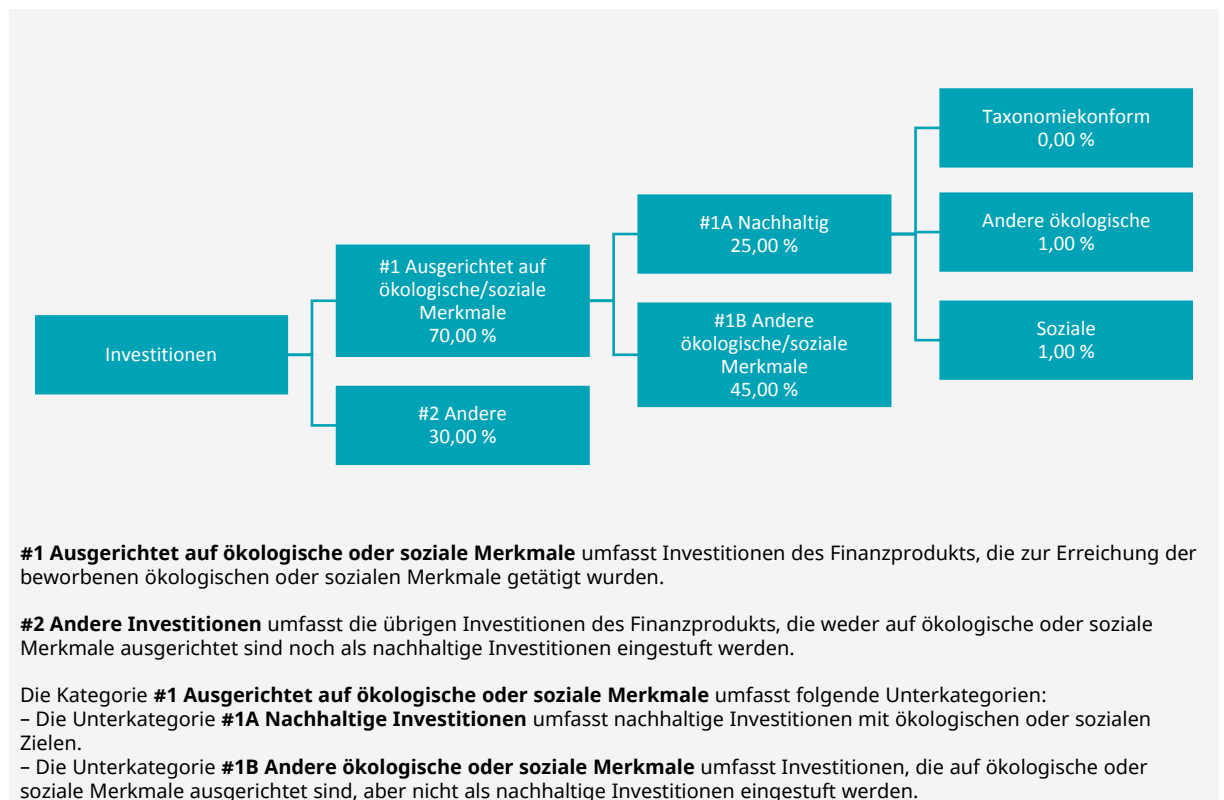 Taxonomiekonform
0,00 %
#1A Nachhaltig
25,00 %
Andere ökologische
1,00 %
#1 Ausgerichtet auf
ökologische/soziale
Merkmale
70,00 %
#1B Andere
ökologische/soziale
Merkmale
45,00 %
Soziale
1,00 %
Investitionen
#2 Andere
30,00 %
#1 Ausgerichtet auf ökologische oder soziale Merkmale umfasst Investitionen des Finanzprodukts, die zur Erreichung der
beworbenen ökologischen oder sozialen Merkmale getätigt wurden.
#2 Andere Investitionen umfasst die übrigen Investitionen des Finanzprodukts, die weder auf ökologische oder soziale
Merkmale ausgerichtet sind noch als nachhaltige Investitionen eingestuft werden.
Die Kategorie #1 Ausgerichtet auf ökologische oder soziale Merkmale umfasst folgende Unterkategorien:
– Die Unterkategorie #1A Nachhaltige Investitionen umfasst nachhaltige Investitionen mit ökologischen oder sozialen
Zielen.
– Die Unterkategorie #1B Andere ökologische oder soziale Merkmale umfasst Investitionen, die auf ökologische oder
soziale Merkmale ausgerichtet sind, aber nicht als nachhaltige Investitionen eingestuft werden.